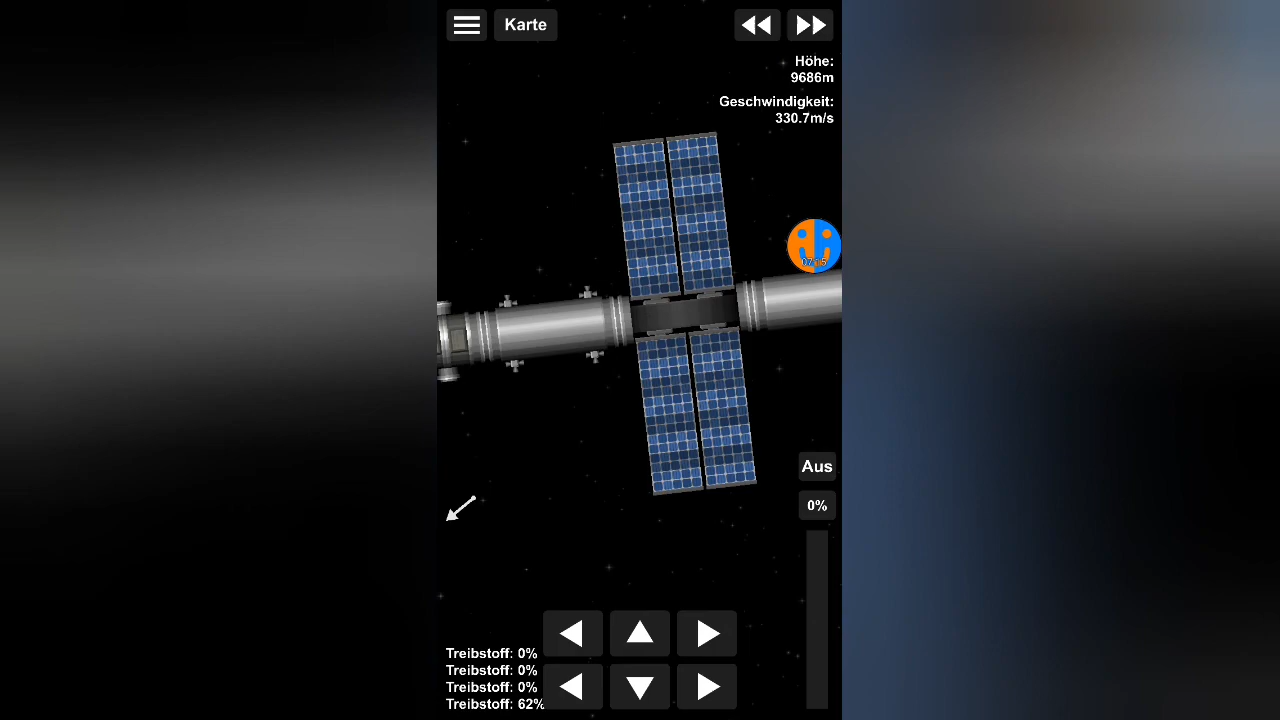 Karte
Höhe:
9686m
Geschwindigkeit:
330.7m/s
Aus
0%
Treibstoff: 0%
Treibstoff: 0%
Treibstoff: 0%
Treibstoff: 62%